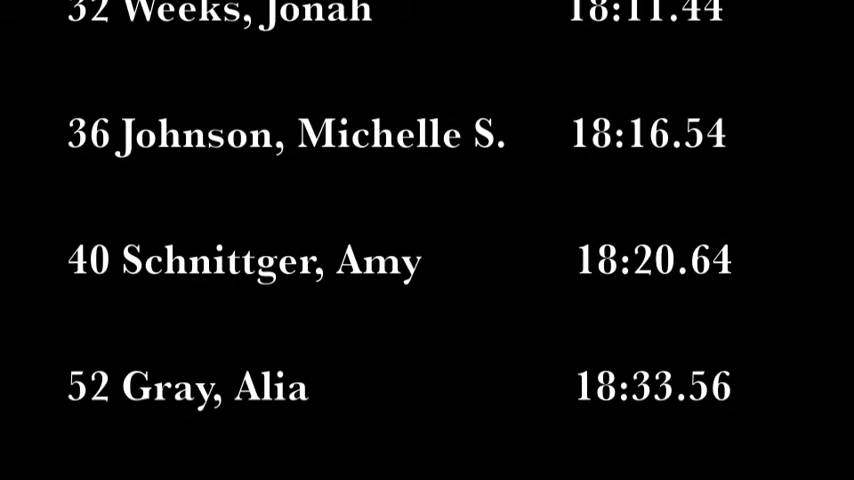 32 Weeks, Jonah 18:11.44
36 Johnson, Michelle S. 18:16.54
40 Schnittger, Amy 18:20.64
52 Gray, Alia 18:33.56